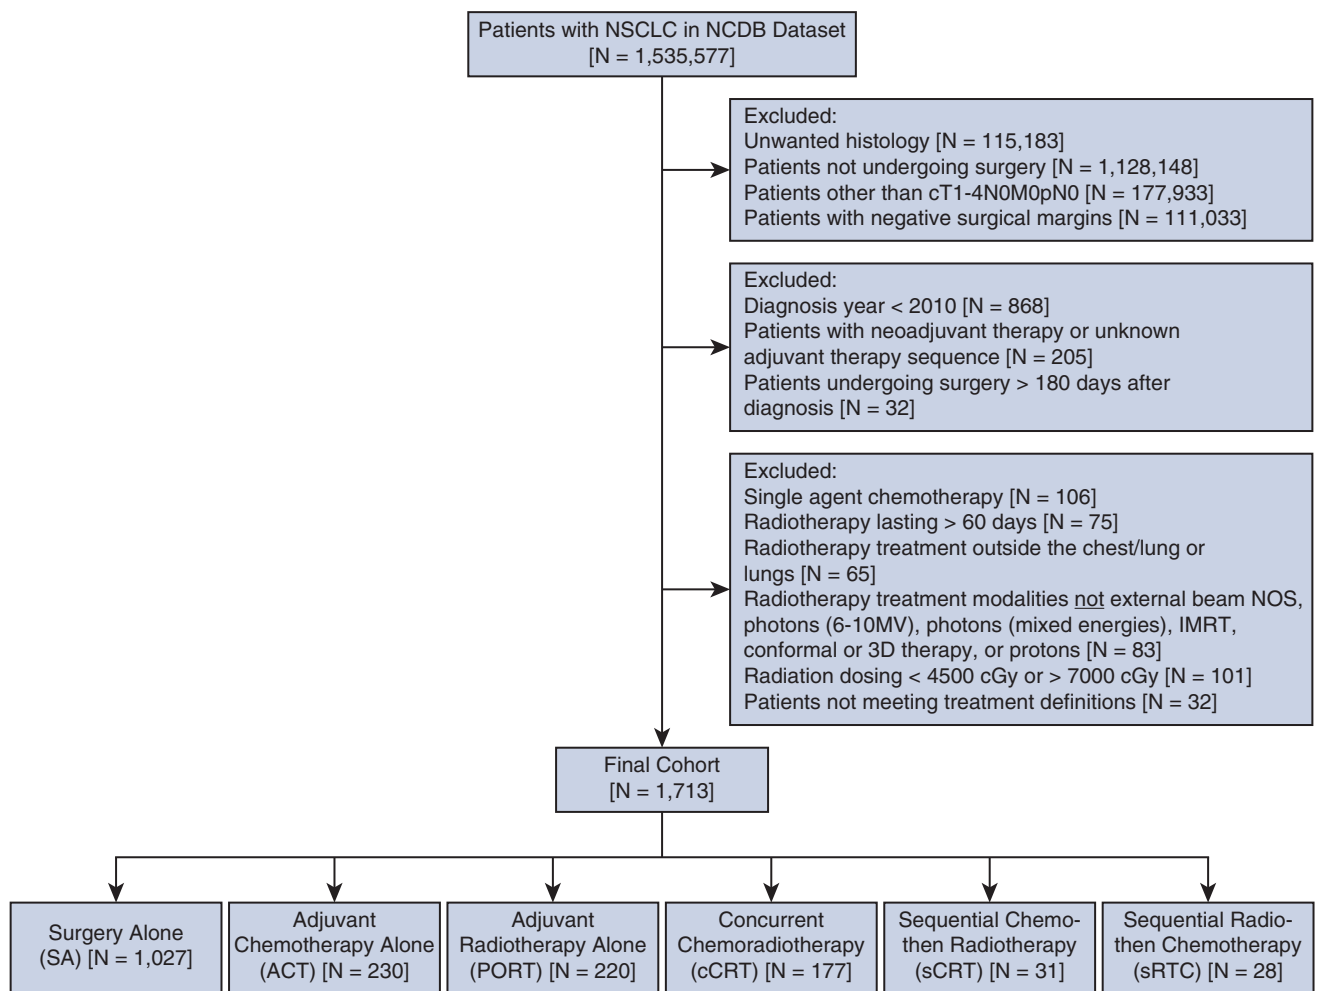 Patients with NSCLC in NCDB Dataset
[N = 1,535,577]
Excluded:
Unwanted histology [N = 115,183]
Patients not undergoing surgery [N = 1,128,148]
Patients other than cT1-4N0M0pN0 [N = 177,933]
Patients with negative surgical margins [N = 111,033]
Excluded:
Diagnosis year < 2010 [N = 868]
Patients with neoadjuvant therapy or unknown
adjuvant therapy sequence [N = 205]
Patients undergoing surgery > 180 days after
diagnosis [N = 32]
Excluded:
Single agent chemotherapy [N = 106]
Radiotherapy lasting > 60 days [N = 75]
Radiotherapy treatment outside the chest/lung or
lungs [N = 65]
Radiotherapy treatment modalities not external beam NOS,
photons (6-10MV), photons (mixed energies), IMRT,
conformal or 3D therapy, or protons [N = 83]
Radiation dosing < 4500 cGy or > 7000 cGy [N = 101]
Patients not meeting treatment definitions [N = 32]
Final Cohort
[N = 1,713]
Surgery Alone
(SA) [N = 1,027]
Adjuvant
Chemotherapy Alone
(ACT) [N = 230]
Adjuvant
Radiotherapy Alone
(PORT) [N = 220]
Concurrent
Chemoradiotherapy
(cCRT) [N = 177]
Sequential Chemo-
then Radiotherapy
(sCRT) [N = 31]
Sequential Radio-
then Chemotherapy
(sRTC) [N = 28]